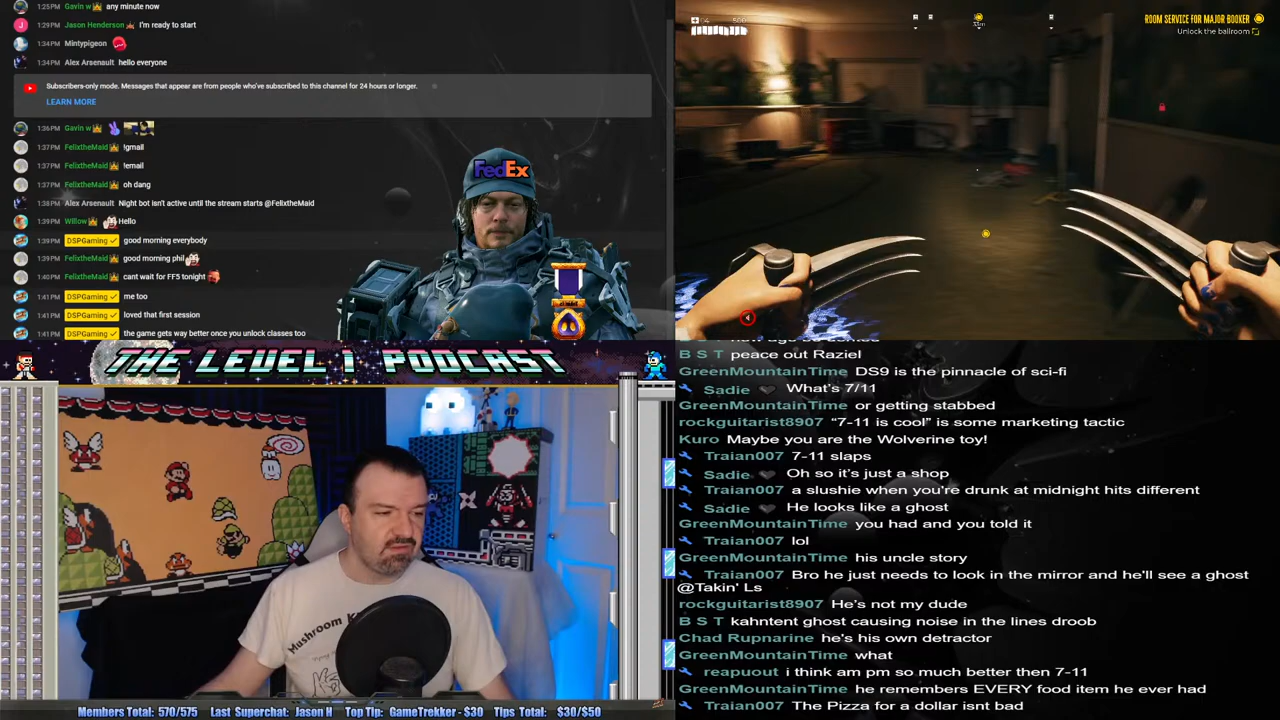 1:25PM Gavin w any minute now
1:29PM Jason Henderson I'm ready to start
1:34PM Mintypigeon
1:34PM Alex Arsenault hello everyone
Subscribers-only mode. Messages that appear are from people who've subscribed to this channel for 24 hours or longer.
LEARN MORE
1:26PM Gavin w
1:37PM FelixtheMaid !gmail
1:37PM FelixtheMaid !email
1:37PM FelixtheMaid oh dang
1:38PM Alex Arsenault Night bot isn't active until the stream starts @FelixtheMaid
1:39PM Willow Hello
1:39PM DSPGaming good morning everybody
1:39PM FelixtheMaid good morning phil
1:40PM FelixtheMaid cant wait for FF5 tonight
1:41PM DSPGaming me too
1:41PM DSPGaming loved that first session
1:41PM DSPGaming the game gets way better once you unlock classes too
FedEx
500
ROOM SERVICE FOR MAJOR BOOKER
Unlock the ballroom
THE LEVEL 1 PODCAST
Mushroom K
B S T peace out Raziel
GreenMountainTime DS9 is the pinnacle of sci-fi
Sadie What's 7/11
GreenMountainTime or getting stabbed
rockguitarist8907 “7-11 is cool” is some marketing tactic
Kuro Maybe you are the Wolverine toy!
Traian007 7-11 slaps
Sadie Oh so it's just a shop
Traian007 a slushie when you're drunk at midnight hits different
Sadie He looks like a ghost
GreenMountainTime you had and you told it
Traian007 lol
GreenMountainTime his uncle story
Traian007 Bro he just needs to look in the mirror and he'll see a ghost
@Takin' Ls
rockguitarist8907 He's not my dude
B S T kahntent ghost causing noise in the lines droob
Chad Rupnarine he's his own detractor
GreenMountainTime what
reapuout i think am pm so much better then 7-11
GreenMountainTime he remembers EVERY food item he ever had
Traian007 The Pizza for a dollar isnt bad
Members Total: 570/575 Last Superchat: Jason H Top Tip: GameTrekker - $30 Tips Total: $30/$50